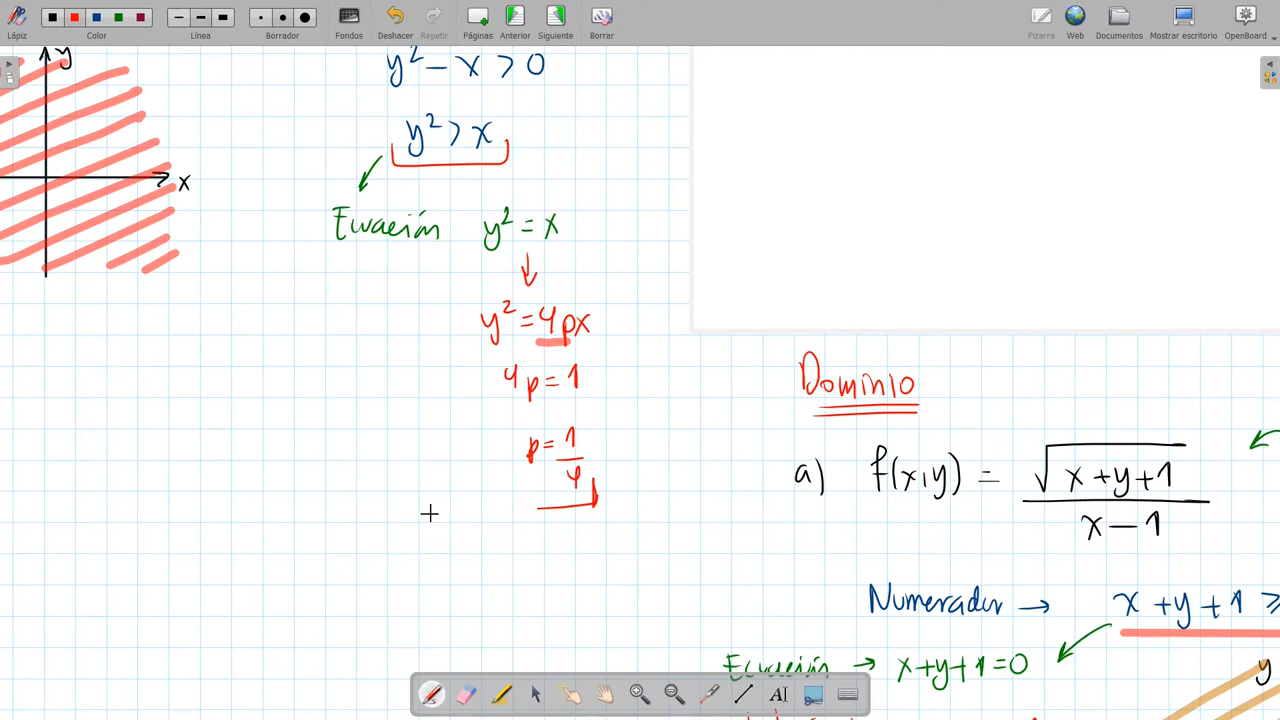 Lápiz Color Línea Borrador Fondos Deshacer Repetir Páginas Anterior Siguiente Borrar Pizarra Web Documentos Mostrar escritorio OpenBoard
y
x
y² − x > 0
y² > x
Ecuación y² = x
y² = 4px
4p = 1
p = 1/4
Dominio
a) f(x,y) = √(x+y+1) / (x−1)
Numerador → x + y + 1 ≥
Ecuación → x+y+1=0
y